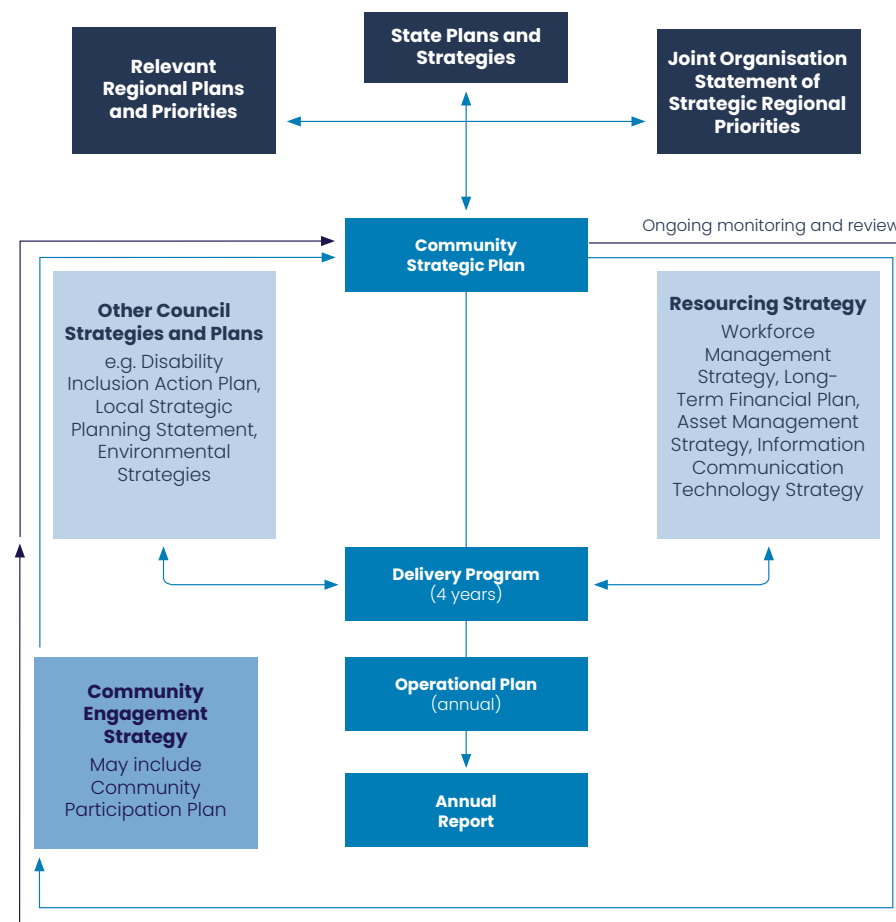 State Plans and
Strategies
Relevant
Regional Plans
and Priorities
Joint Organisation
Statement of
Strategic Regional
Priorities
Community
Strategic Plan
Ongoing monitoring and review
Other Council
Strategies and Plans
e.g. Disability
Inclusion Action Plan,
Local Strategic
Planning Statement,
Environmental
Strategies
Resourcing Strategy
Workforce
Management
Strategy, Long-
Term Financial Plan,
Asset Management
Strategy, Information
Communication
Technology Strategy
Delivery Program
(4 years)
Community
Engagement
Strategy
May include
Community
Participation Plan
Operational Plan
(annual)
Annual
Report